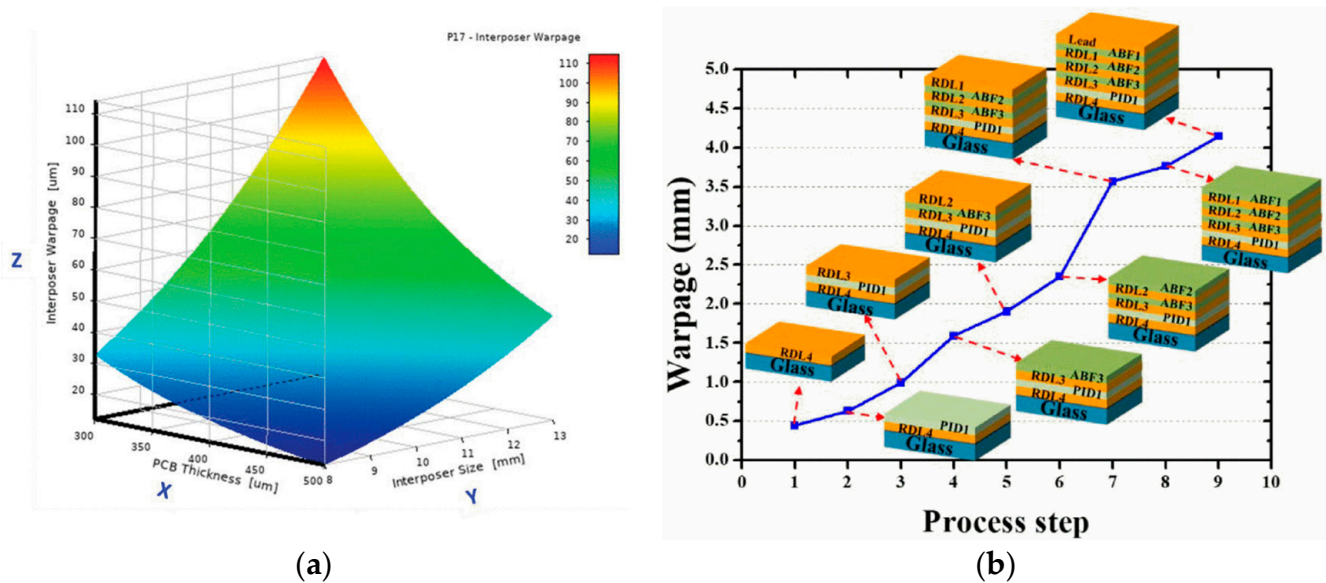 P17 - Interposer Warpage
110
100
90
80
70
60
50
40
30
20
Z
Interposer Warpage [um]
110
100
90
80
70
60
50
40
30
20
300
350
400
450
500
PCB Thickness [um]
X
8
9
10
11
12
13
Interposer Size [mm]
Y
(a)
Warpage (mm)
5.0
4.5
4.0
3.5
3.0
2.5
2.0
1.5
1.0
0.5
0.0
0 1 2 3 4 5 6 7 8 9 10
Process step
RDL4
Glass
PID1
RDL4
Glass
RDL3
PID1
RDL4
Glass
RDL3 ABF3
PID1
RDL4
Glass
RDL2
ABF3
RDL3
PID1
RDL4
Glass
RDL2 ABF2
RDL3 ABF3
PID1
RDL4
Glass
RDL1
RDL2 ABF2
RDL3 ABF3
PID1
RDL4
Glass
RDL1 ABF1
RDL2 ABF2
RDL3 ABF3
PID1
RDL4
Glass
Lead
RDL1 ABF1
RDL2 ABF2
RDL3 ABF3
PID1
RDL4
Glass
(b)